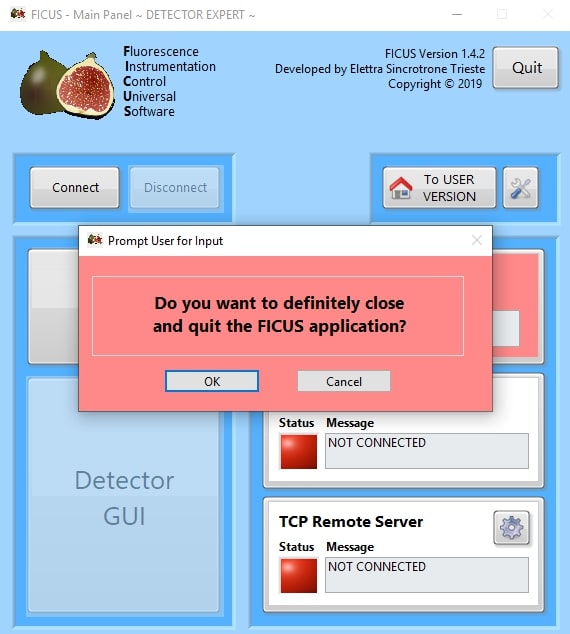 FICUS - Main Panel ~ DETECTOR EXPERT ~
Fluorescence
Instrumentation
Control
Universal
Software
FICUS Version 1.4.2
Developed by Elettra Sincrotrone Trieste
Copyright © 2019
Quit
Connect
Disconnect
To USER
VERSION
Prompt User for Input
Do you want to definitely close
and quit the FICUS application?
OK
Cancel
Status Message
NOT CONNECTED
Detector
GUI
TCP Remote Server
Status Message
NOT CONNECTED